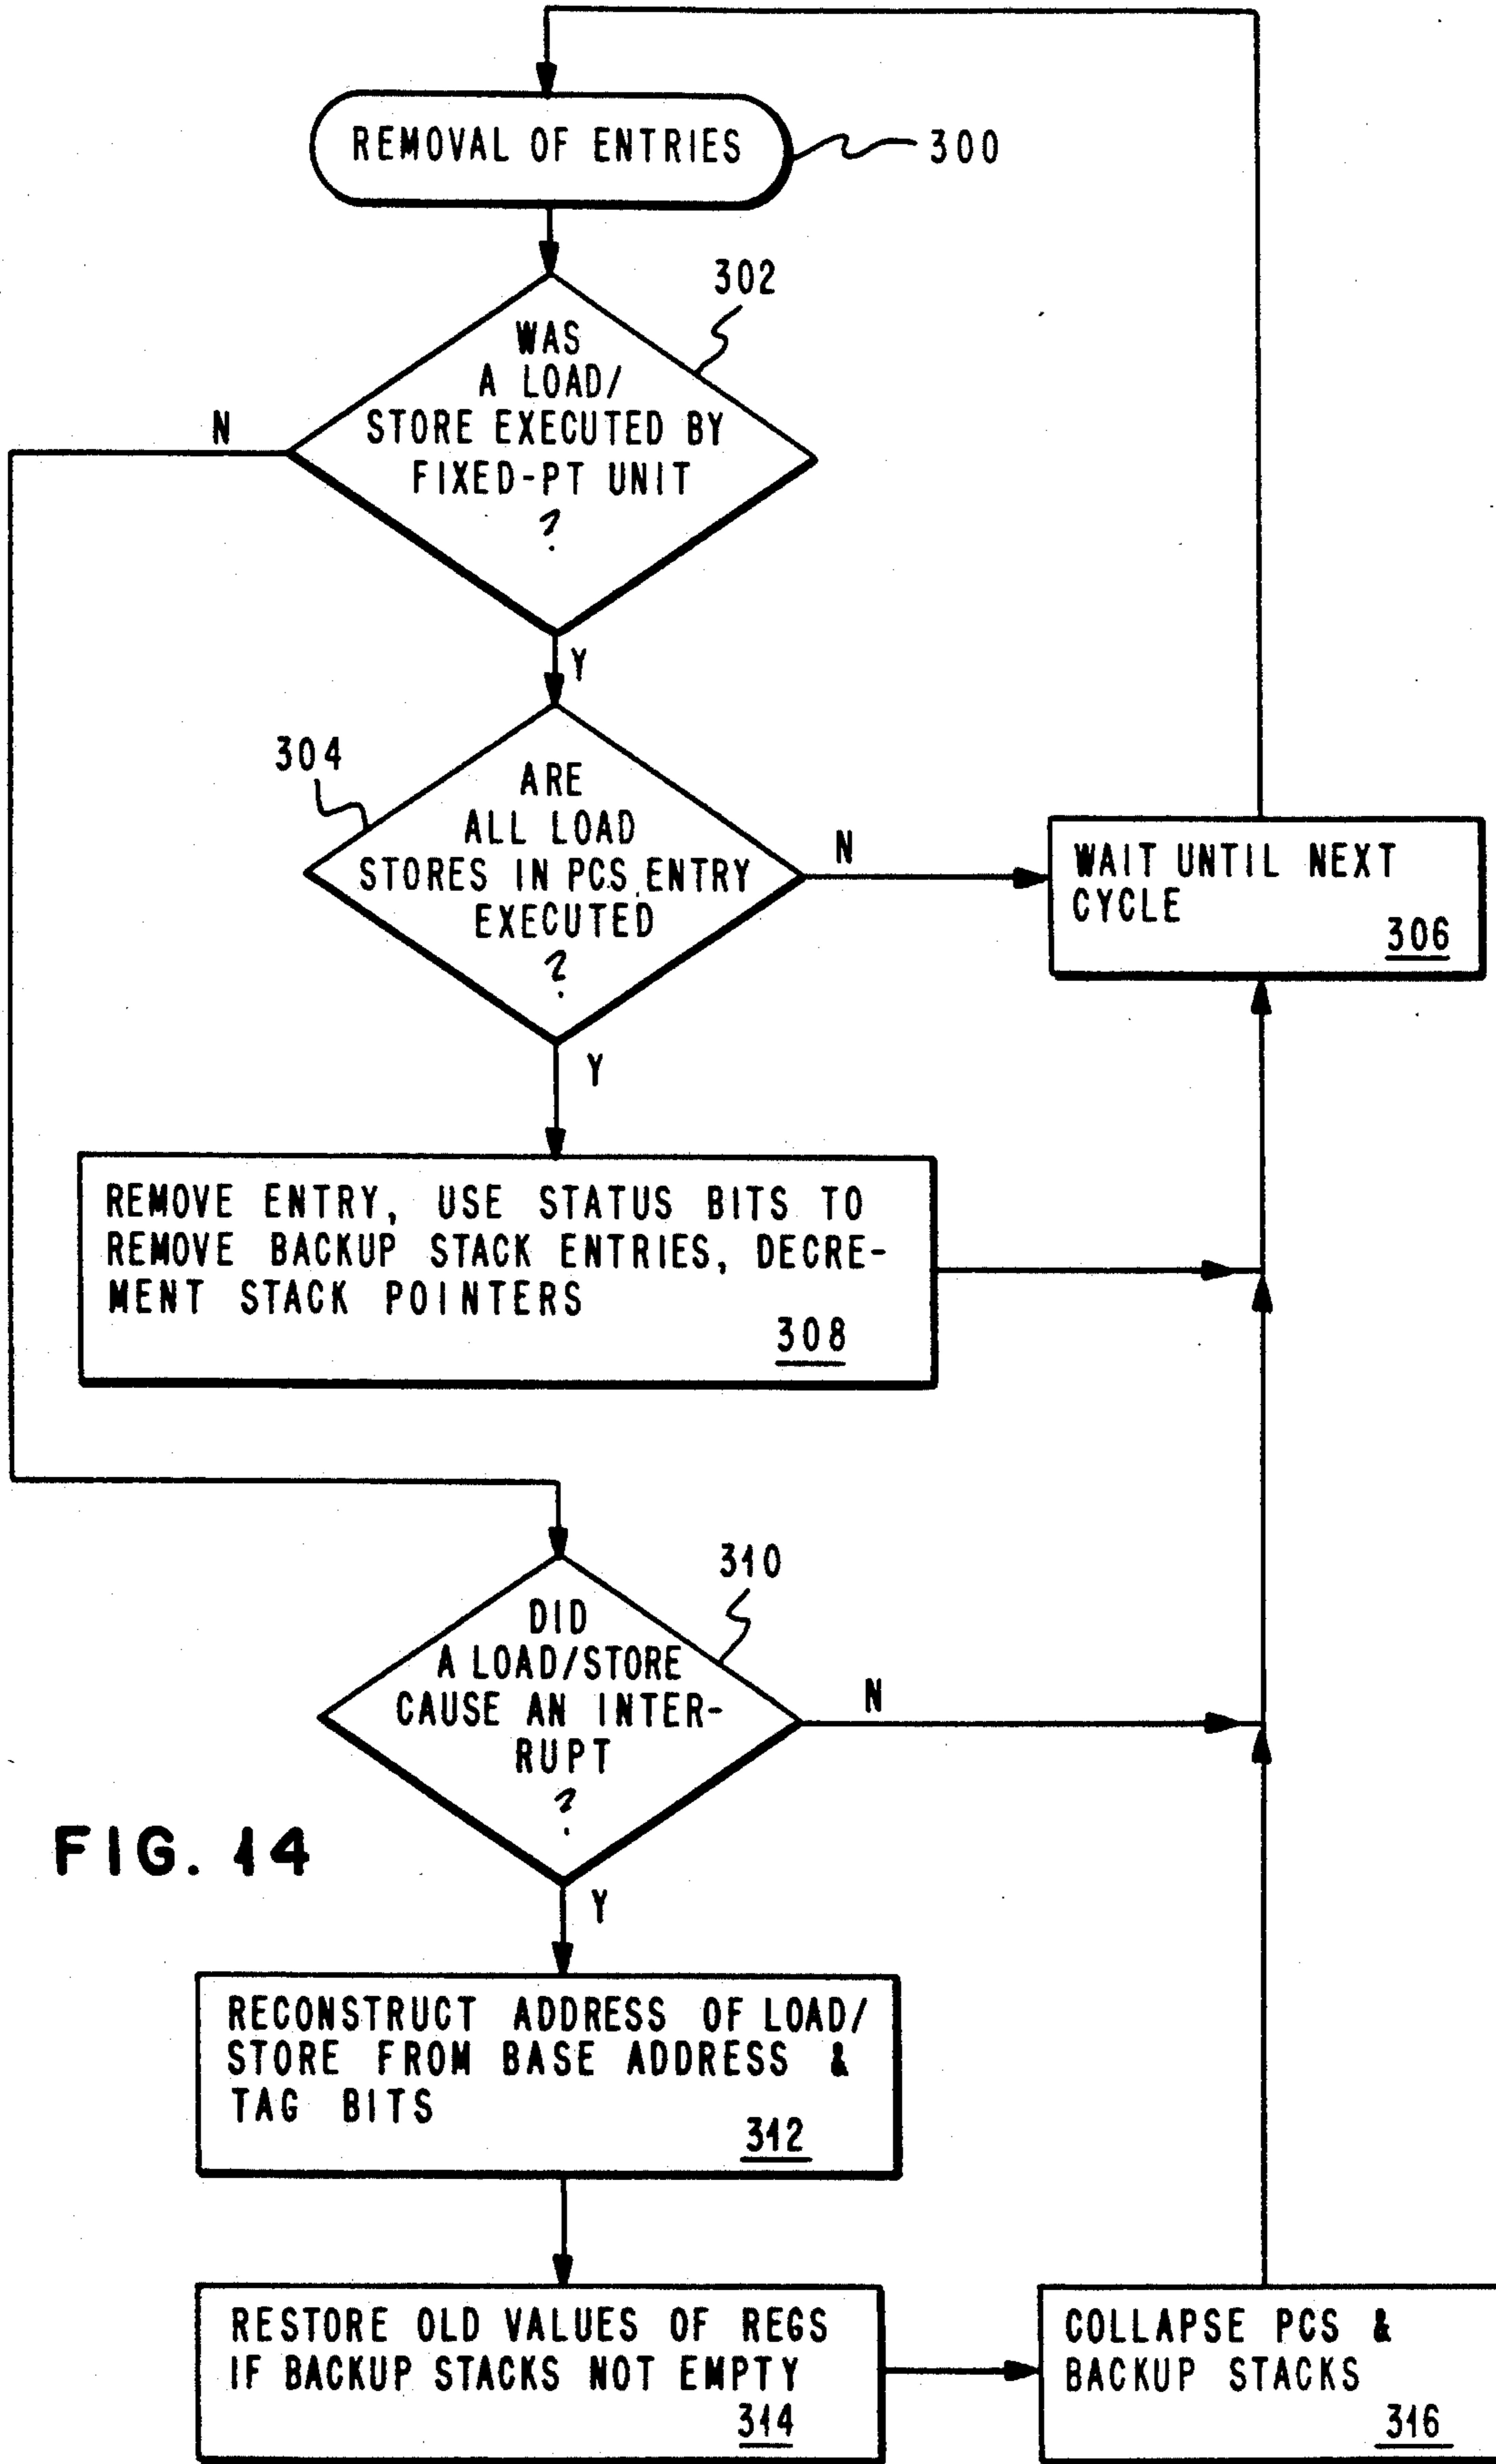 REMOVAL OF ENTRIES
300
302
WAS
A LOAD/
STORE EXECUTED BY
FIXED-PT UNIT
?
N
Y
304
ARE
ALL LOAD
STORES IN PCS ENTRY
EXECUTED
?
N
WAIT UNTIL NEXT
CYCLE
306
Y
REMOVE ENTRY, USE STATUS BITS TO
REMOVE BACKUP STACK ENTRIES, DECRE-
MENT STACK POINTERS
308
310
DID
A LOAD/STORE
CAUSE AN INTER-
RUPT
?
N
FIG. 14
Y
RECONSTRUCT ADDRESS OF LOAD/
STORE FROM BASE ADDRESS &
TAG BITS
312
RESTORE OLD VALUES OF REGS
IF BACKUP STACKS NOT EMPTY
314
COLLAPSE PCS &
BACKUP STACKS
316